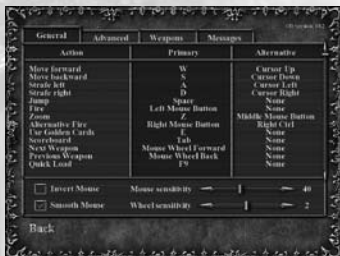 General Advanced Weapons Messages
Action Primary Alternative
Move forward W Cursor Up
Move backward S Cursor Down
Strafe left A Cursor Left
Strafe right D Cursor Right
Jump Space None
Fire Left Mouse Button None
Zoom Z Middle Mouse Button
Alternative Fire Right Mouse Button Right Ctrl
Use Golden Cards E None
Scoreboard Tab None
Next Weapon Mouse Wheel Forward None
Previous Weapon Mouse Wheel Back None
Quick Load F9 None
Invert Mouse Mouse sensitivity 40
Smooth Mouse Wheel sensitivity 2
Back